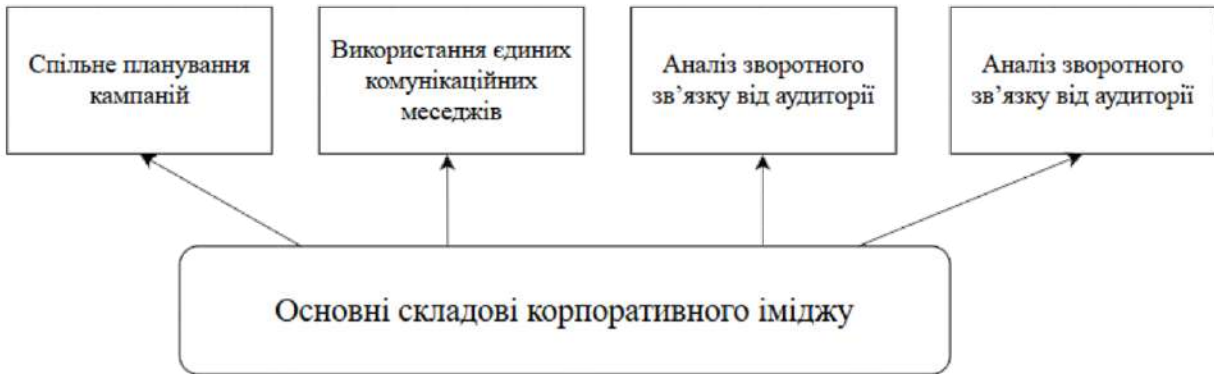 Спільне планування
кампаній
Використання єдиних
комунікаційних
меседжів
Аналіз зворотного
зв’язку від аудиторії
Аналіз зворотного
зв’язку від аудиторії
Основні складові корпоративного іміджу